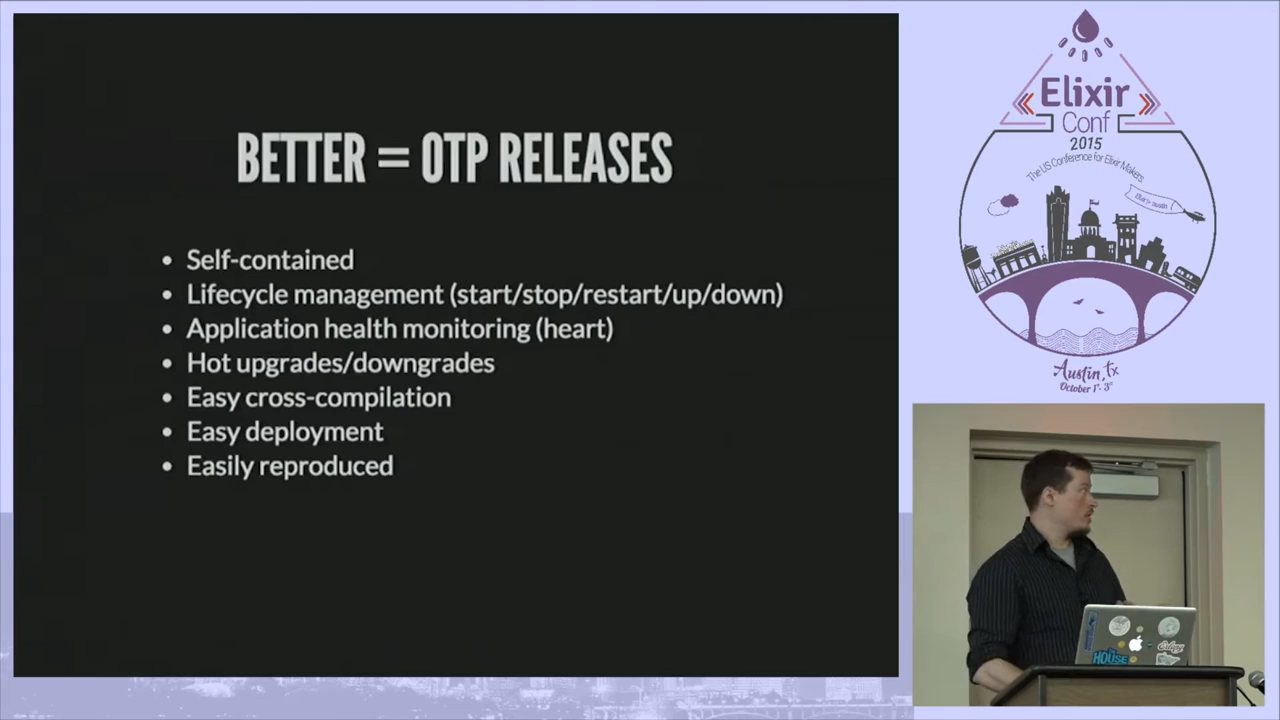 BETTER = OTP RELEASES
Self-contained
Lifecycle management (start/stop/restart/up/down)
Application health monitoring (heart)
Hot upgrades/downgrades
Easy cross-compilation
Easy deployment
Easily reproduced
Elixir
Conf
2015
The US Conference for Elixir Makers
Austin, Tx
October 1st - 3rd
HOUSE